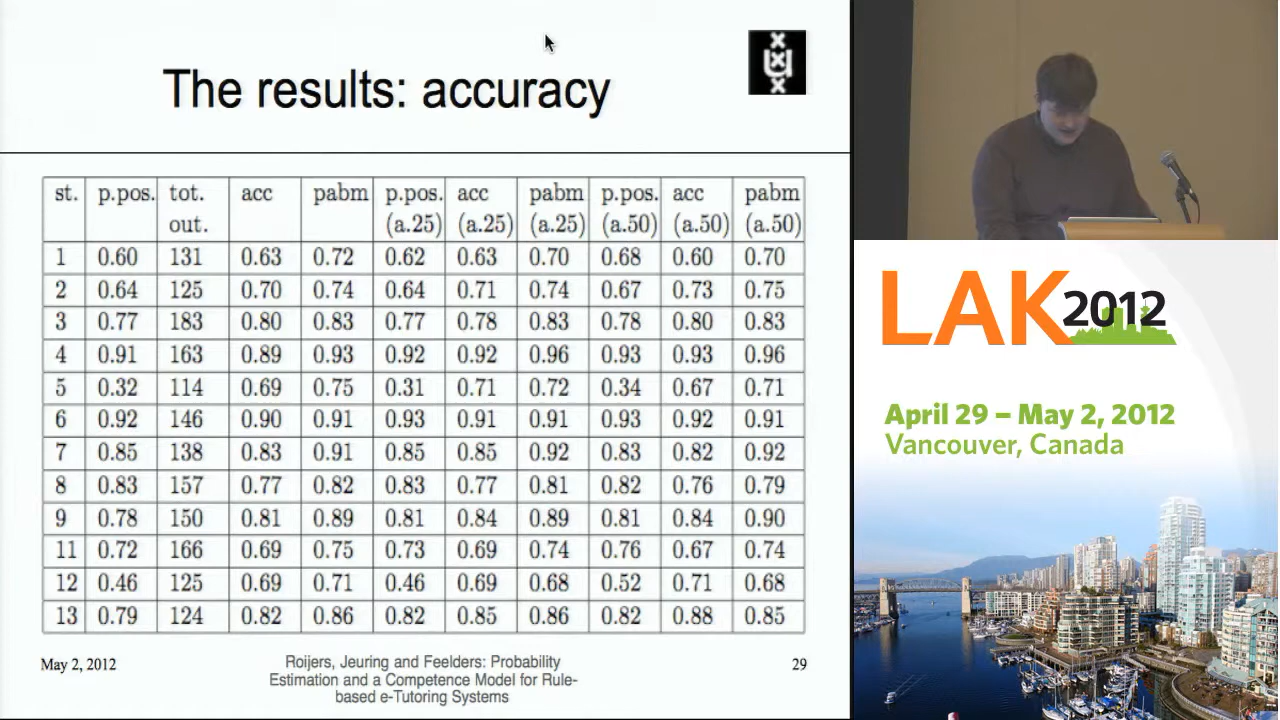 The results: accuracy
st. p.pos. tot. out. acc pabm p.pos. (a.25) acc (a.25) pabm (a.25) p.pos. (a.50) acc (a.50) pabm (a.50)
1 0.60 131 0.63 0.72 0.62 0.63 0.70 0.68 0.60 0.70
2 0.64 125 0.70 0.74 0.64 0.71 0.74 0.67 0.73 0.75
3 0.77 183 0.80 0.83 0.77 0.78 0.83 0.78 0.80 0.83
4 0.91 163 0.89 0.93 0.92 0.92 0.96 0.93 0.93 0.96
5 0.32 114 0.69 0.75 0.31 0.71 0.72 0.34 0.67 0.71
6 0.92 146 0.90 0.91 0.93 0.91 0.91 0.93 0.92 0.91
7 0.85 138 0.83 0.91 0.85 0.85 0.92 0.83 0.82 0.92
8 0.83 157 0.77 0.82 0.83 0.77 0.81 0.82 0.76 0.79
9 0.78 150 0.81 0.89 0.81 0.84 0.89 0.81 0.84 0.90
11 0.72 166 0.69 0.75 0.73 0.69 0.74 0.76 0.67 0.74
12 0.46 125 0.69 0.71 0.46 0.69 0.68 0.52 0.71 0.68
13 0.79 124 0.82 0.86 0.82 0.85 0.86 0.82 0.88 0.85
May 2, 2012
Roijers, Jeuring and Feelders: Probability
Estimation and a Competence Model for Rule-
based e-Tutoring Systems
29
LAK2012
April 29 – May 2, 2012
Vancouver, Canada